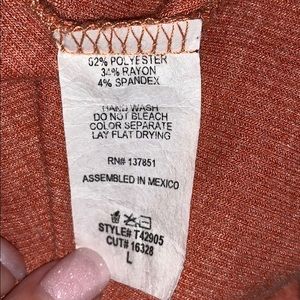 62% POLYESTER
34% RAYON
4% SPANDEX
HAND WASH
DO NOT BLEACH
COLOR SEPARATE
LAY FLAT DRYING
RN# 137851
ASSEMBLED IN MEXICO
STYLE# T42905
CUT# 16328
L